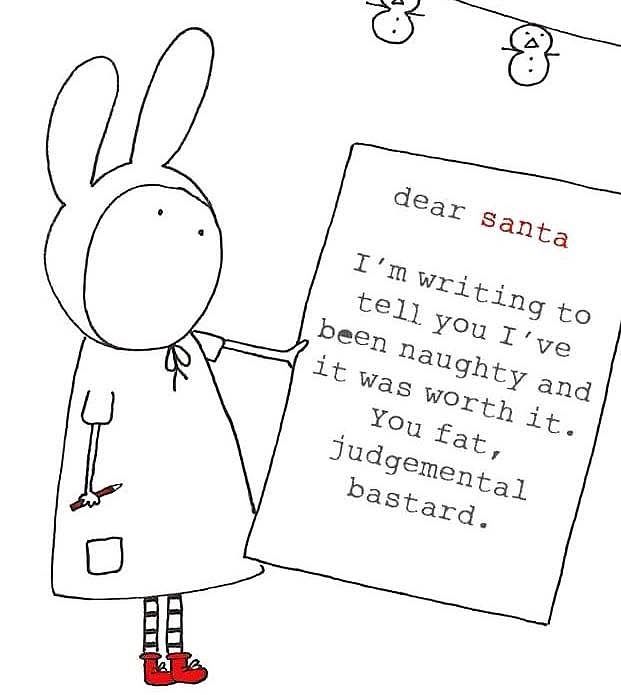 dear santa
I'm writing to
tell you I've
been naughty and
it was worth it.
You fat,
judgemental
bastard.